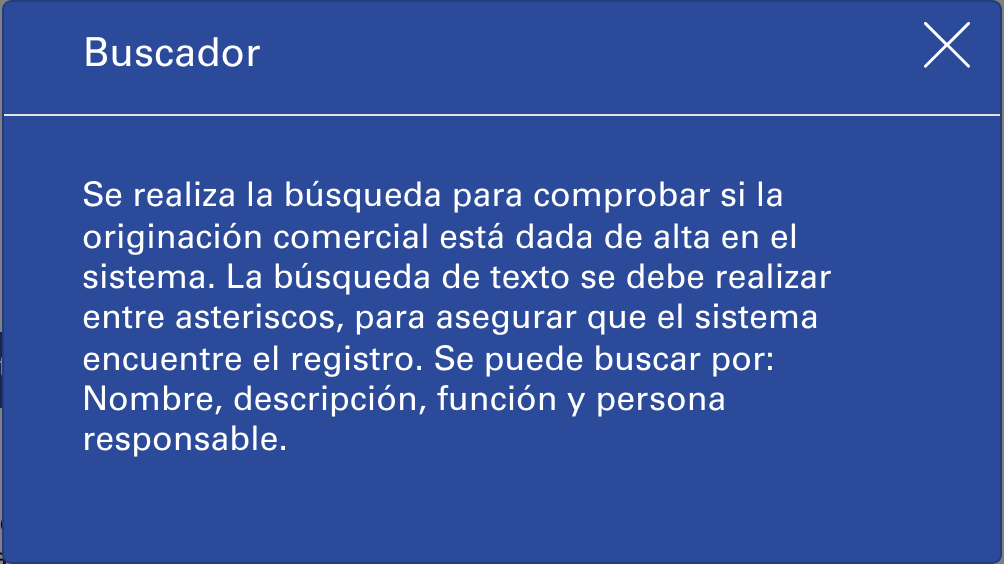 Buscador
Se realiza la búsqueda para comprobar si la
originación comercial está dada de alta en el
sistema. La búsqueda de texto se debe realizar
entre asteriscos, para asegurar que el sistema
encuentre el registro. Se puede buscar por:
Nombre, descripción, función y persona
responsable.